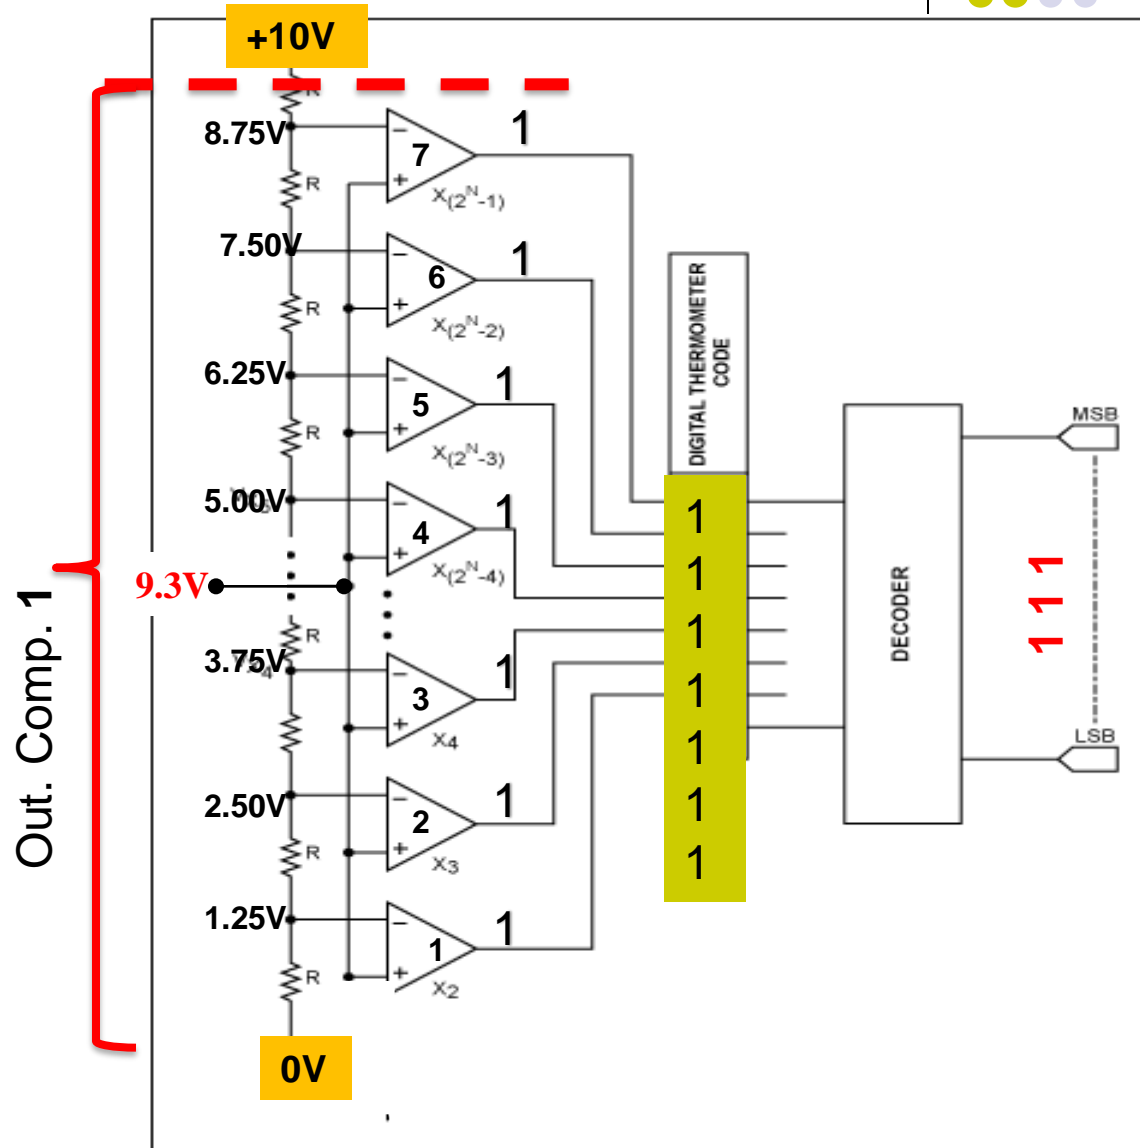 +10V
R
8.75V
7
1
X(2^N-1)
R
7.50V
6
1
X(2^N-2)
R
6.25V
5
1
X(2^N-3)
R
5.00V
4
1
X(2^N-4)
9.3V
R
3.75V
3
1
X4
2.50V
2
1
X3
R
1.25V
1
1
X2
R
0V
Out. Comp. 1
DIGITAL THERMOMETER
CODE
1
1
1
1
1
1
1
DECODER
MSB
1 1 1
LSB